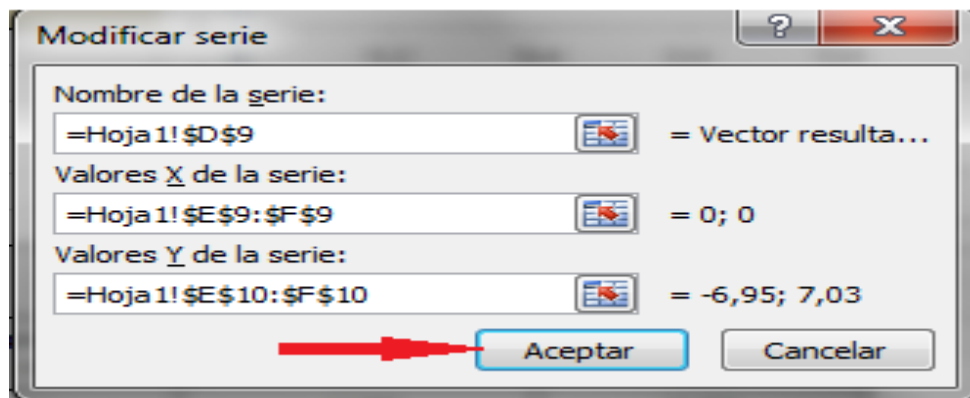 Modificar serie
Nombre de la serie:
=Hoja1!$D$9 = Vector resulta...
Valores X de la serie:
=Hoja1!$E$9:$F$9 = 0; 0
Valores Y de la serie:
=Hoja1!$E$10:$F$10 = -6,95; 7,03
Aceptar Cancelar